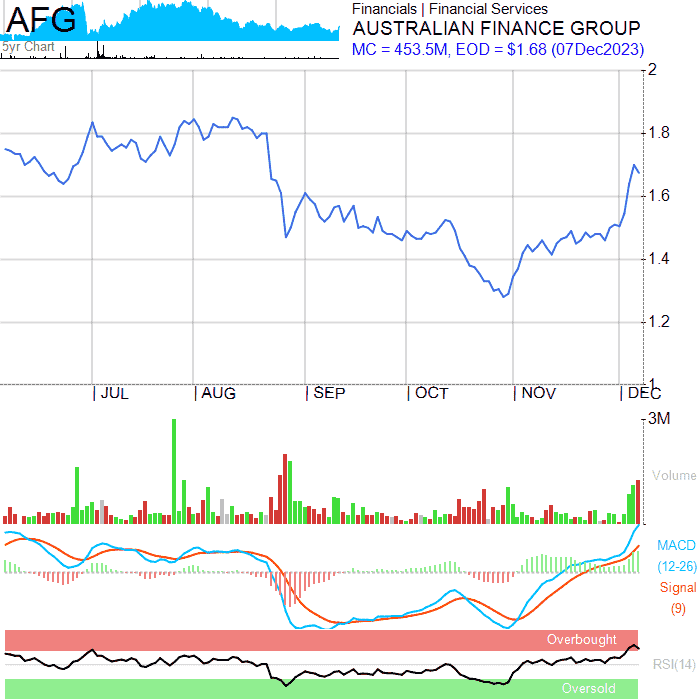 AFG
5yr Chart
Financials | Financial Services
AUSTRALIAN FINANCE GROUP
MC = 453.5M, EOD = $1.68 (07Dec2023)
2
1.8
1.6
1.4
1.2
1
JUL
AUG
SEP
OCT
NOV
DEC
3M
Volume
MACD
(12-26)
Signal
(9)
Overbought
RSI(14)
Oversold